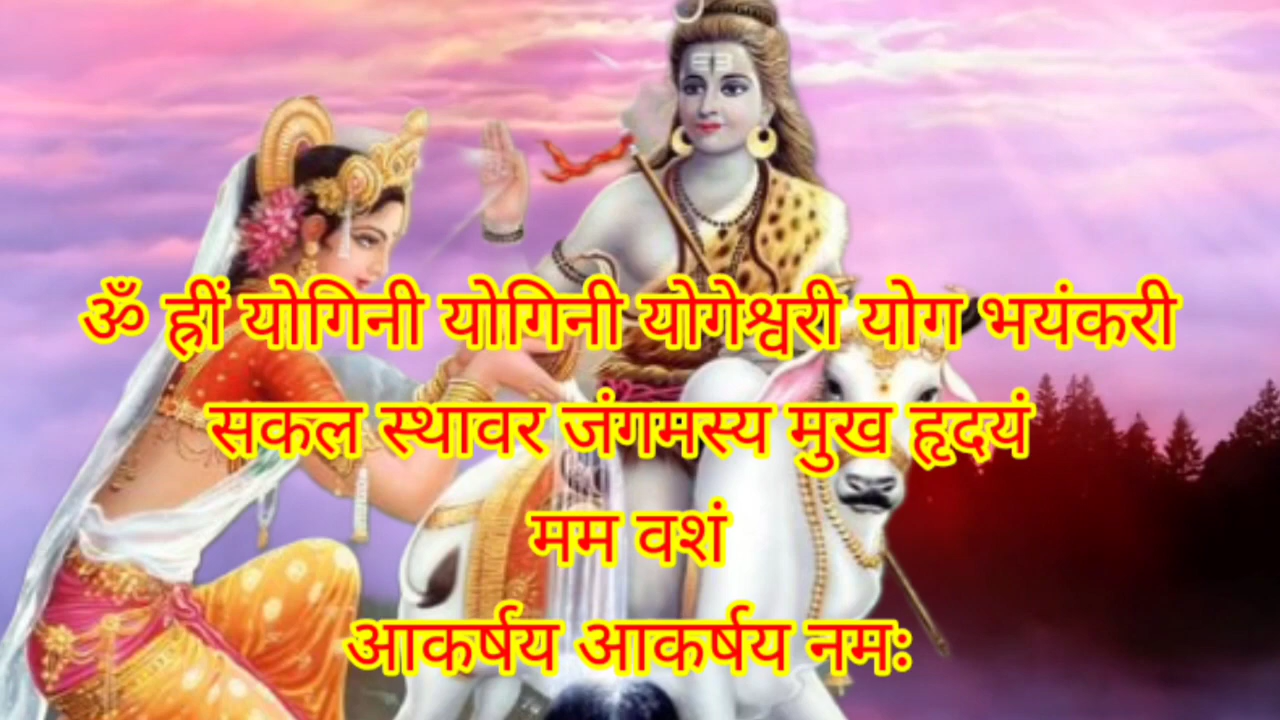 ॐ ह्रीं योगिनी योगिनी योगेश्वरी योग भयंकरी
सकल स्थावर जंगमस्य मुख हृदयं
मम वशं
आकर्षय आकर्षय नमः